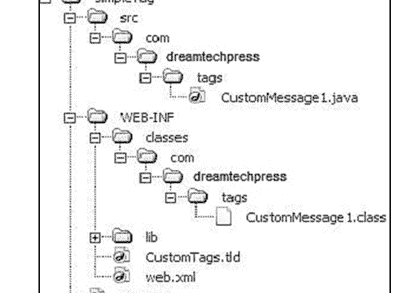 simpleTag
src
com
dreamtechpress
tags
CustomMessage1.java
WEB-INF
classes
com
dreamtechpress
tags
CustomMessage1.class
lib
CustomTags.tld
web.xml